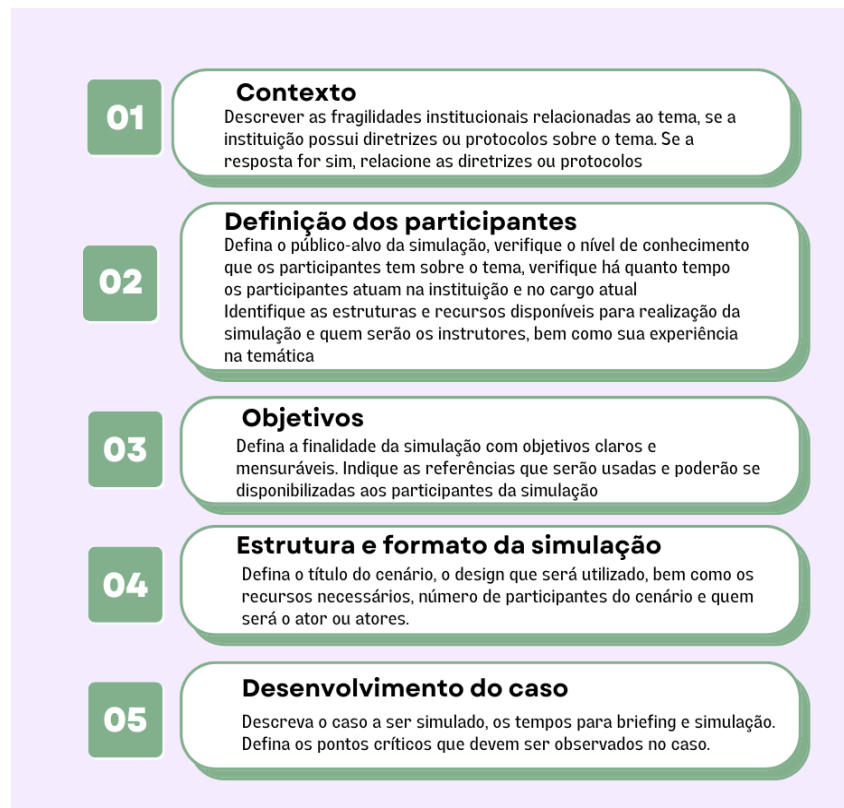 01
Contexto
Descrever as fragilidades institucionais relacionadas ao tema, se a
instituição possui diretrizes ou protocolos sobre o tema. Se a
resposta for sim, relacione as diretrizes ou protocolos
02
Definição dos participantes
Defina o público-alvo da simulação, verifique o nível de conhecimento
que os participantes tem sobre o tema, verifique há quanto tempo
os participantes atuam na instituição e no cargo atual
Identifique as estruturas e recursos disponíveis para realização da
simulação e quem serão os instrutores, bem como sua experiência
na temática
03
Objetivos
Defina a finalidade da simulação com objetivos claros e
mensuráveis. Indique as referências que serão usadas e poderão se
disponibilizadas aos participantes da simulação
04
Estrutura e formato da simulação
Defina o título do cenário, o design que será utilizado, bem como os
recursos necessários, número de participantes do cenário e quem
será o ator ou atores.
05
Desenvolvimento do caso
Descreva o caso a ser simulado, os tempos para briefing e simulação.
Defina os pontos críticos que devem ser observados no caso.